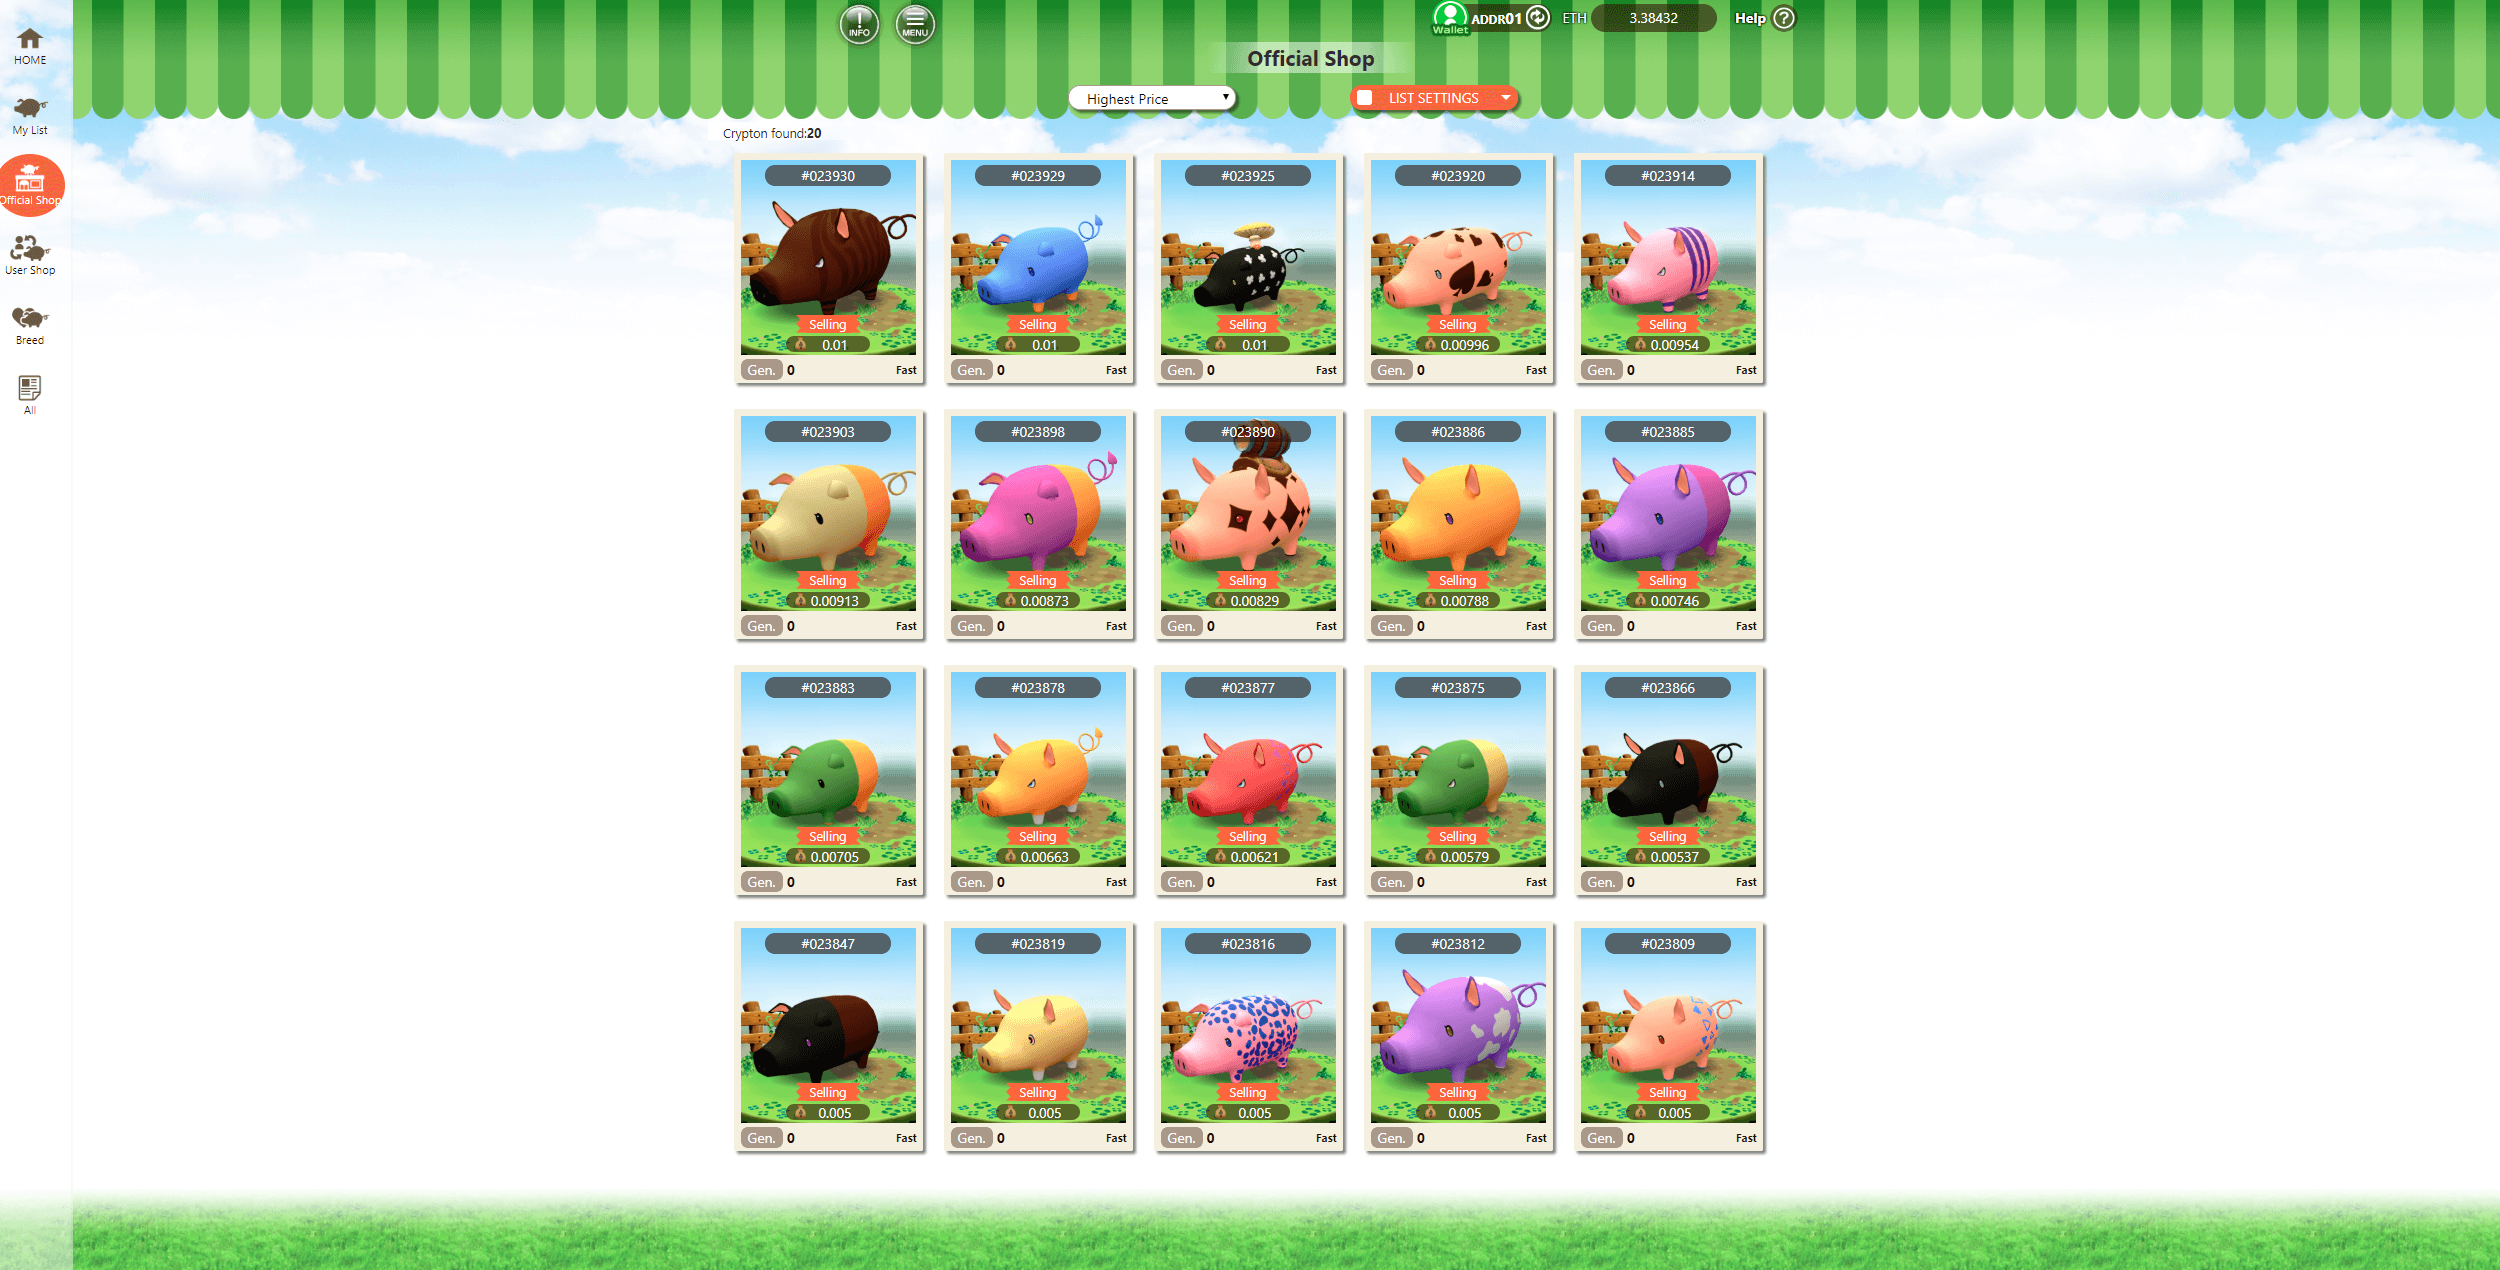 HOME
My List
Official Shop
User Shop
Breed
All
INFO
MENU
Wallet
ADDR01
ETH
3.38432
Help ?
Official Shop
Highest Price
LIST SETTINGS
Crypton found:20
#023930
Selling
0.01
Gen. 0 Fast
#023929
Selling
0.01
Gen. 0 Fast
#023925
Selling
0.01
Gen. 0 Fast
#023920
Selling
0.00996
Gen. 0 Fast
#023914
Selling
0.00954
Gen. 0 Fast
#023903
Selling
0.00913
Gen. 0 Fast
#023898
Selling
0.00873
Gen. 0 Fast
#023890
Selling
0.00829
Gen. 0 Fast
#023886
Selling
0.00788
Gen. 0 Fast
#023885
Selling
0.00746
Gen. 0 Fast
#023883
Selling
0.00705
Gen. 0 Fast
#023878
Selling
0.00663
Gen. 0 Fast
#023877
Selling
0.00621
Gen. 0 Fast
#023875
Selling
0.00579
Gen. 0 Fast
#023866
Selling
0.00537
Gen. 0 Fast
#023847
Selling
0.005
Gen. 0 Fast
#023819
Selling
0.005
Gen. 0 Fast
#023816
Selling
0.005
Gen. 0 Fast
#023812
Selling
0.005
Gen. 0 Fast
#023809
Selling
0.005
Gen. 0 Fast